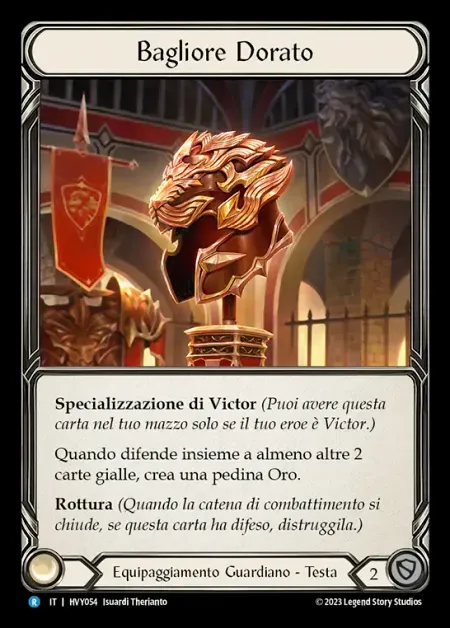 Bagliore Dorato
Specializzazione di Victor (Puoi avere questa
carta nel tuo mazzo solo se il tuo eroe è Victor.)
Quando difende insieme a almeno altre 2
carte gialle, crea una pedina Oro.
Rottura (Quando la catena di combattimento si
chiude, se questa carta ha difeso, distruggila.)
Equipaggiamento Guardiano - Testa
2
R IT | HVY054 Isuardi Therianto
© 2023 Legend Story Studios